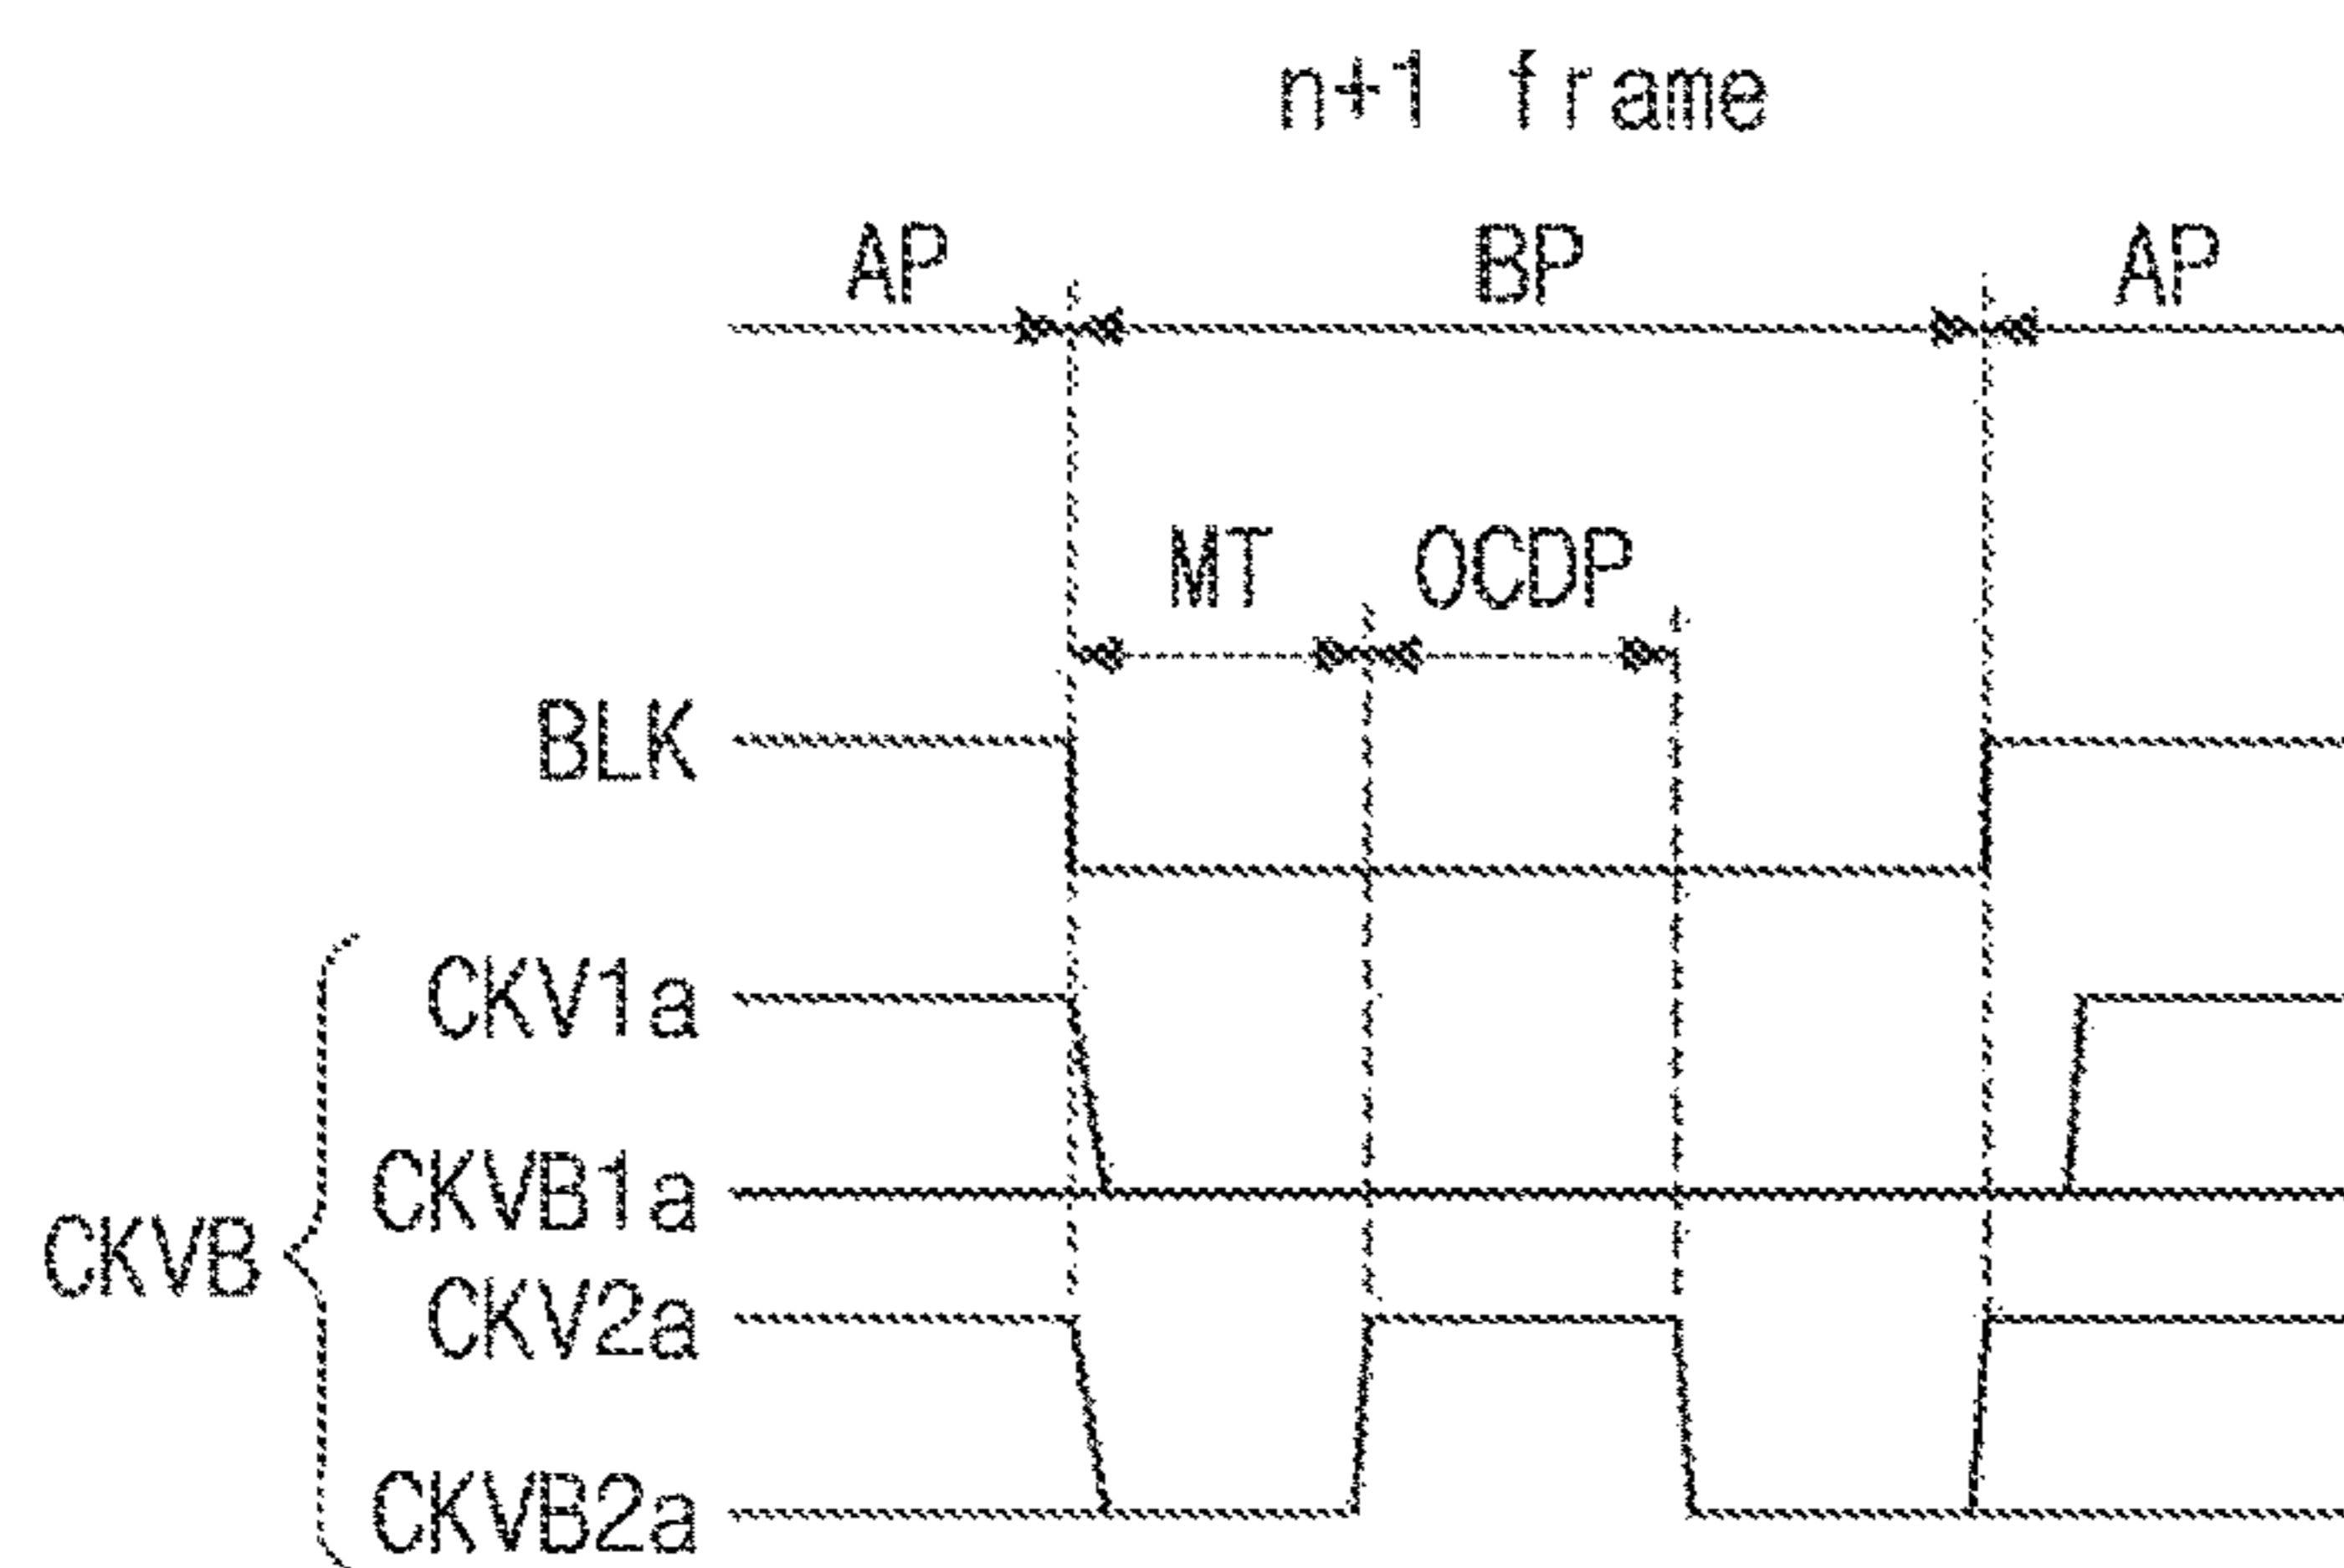 n+1 frame
AP BP AP
MT OCDP
BLK
CKV1a
CKVB1a
CKVB
CKV2a
CKVB2a